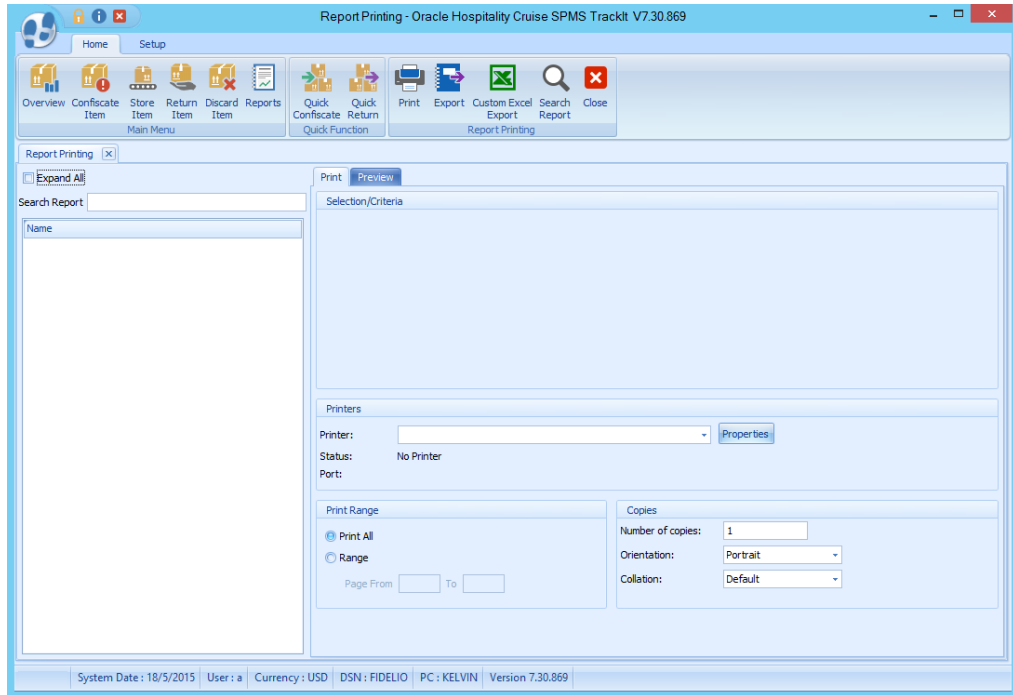 Report Printing - Oracle Hospitality Cruise SPMS TrackIt V7.30.869
Home Setup
Overview Confiscate Item Store Item Return Item Discard Item Reports Quick Confiscate Quick Return Print Export Custom Excel Export Search Report Close
Main Menu Quick Function Report Printing
Report Printing
Expand All
Search Report
Name
Print Preview
Selection/Criteria
Printers
Printer: Properties
Status: No Printer
Port:
Print Range
Print All
Range
Page From To
Copies
Number of copies: 1
Orientation: Portrait
Collation: Default
System Date : 18/5/2015 User : a Currency : USD DSN : FIDELIO PC : KELVIN Version 7.30.869